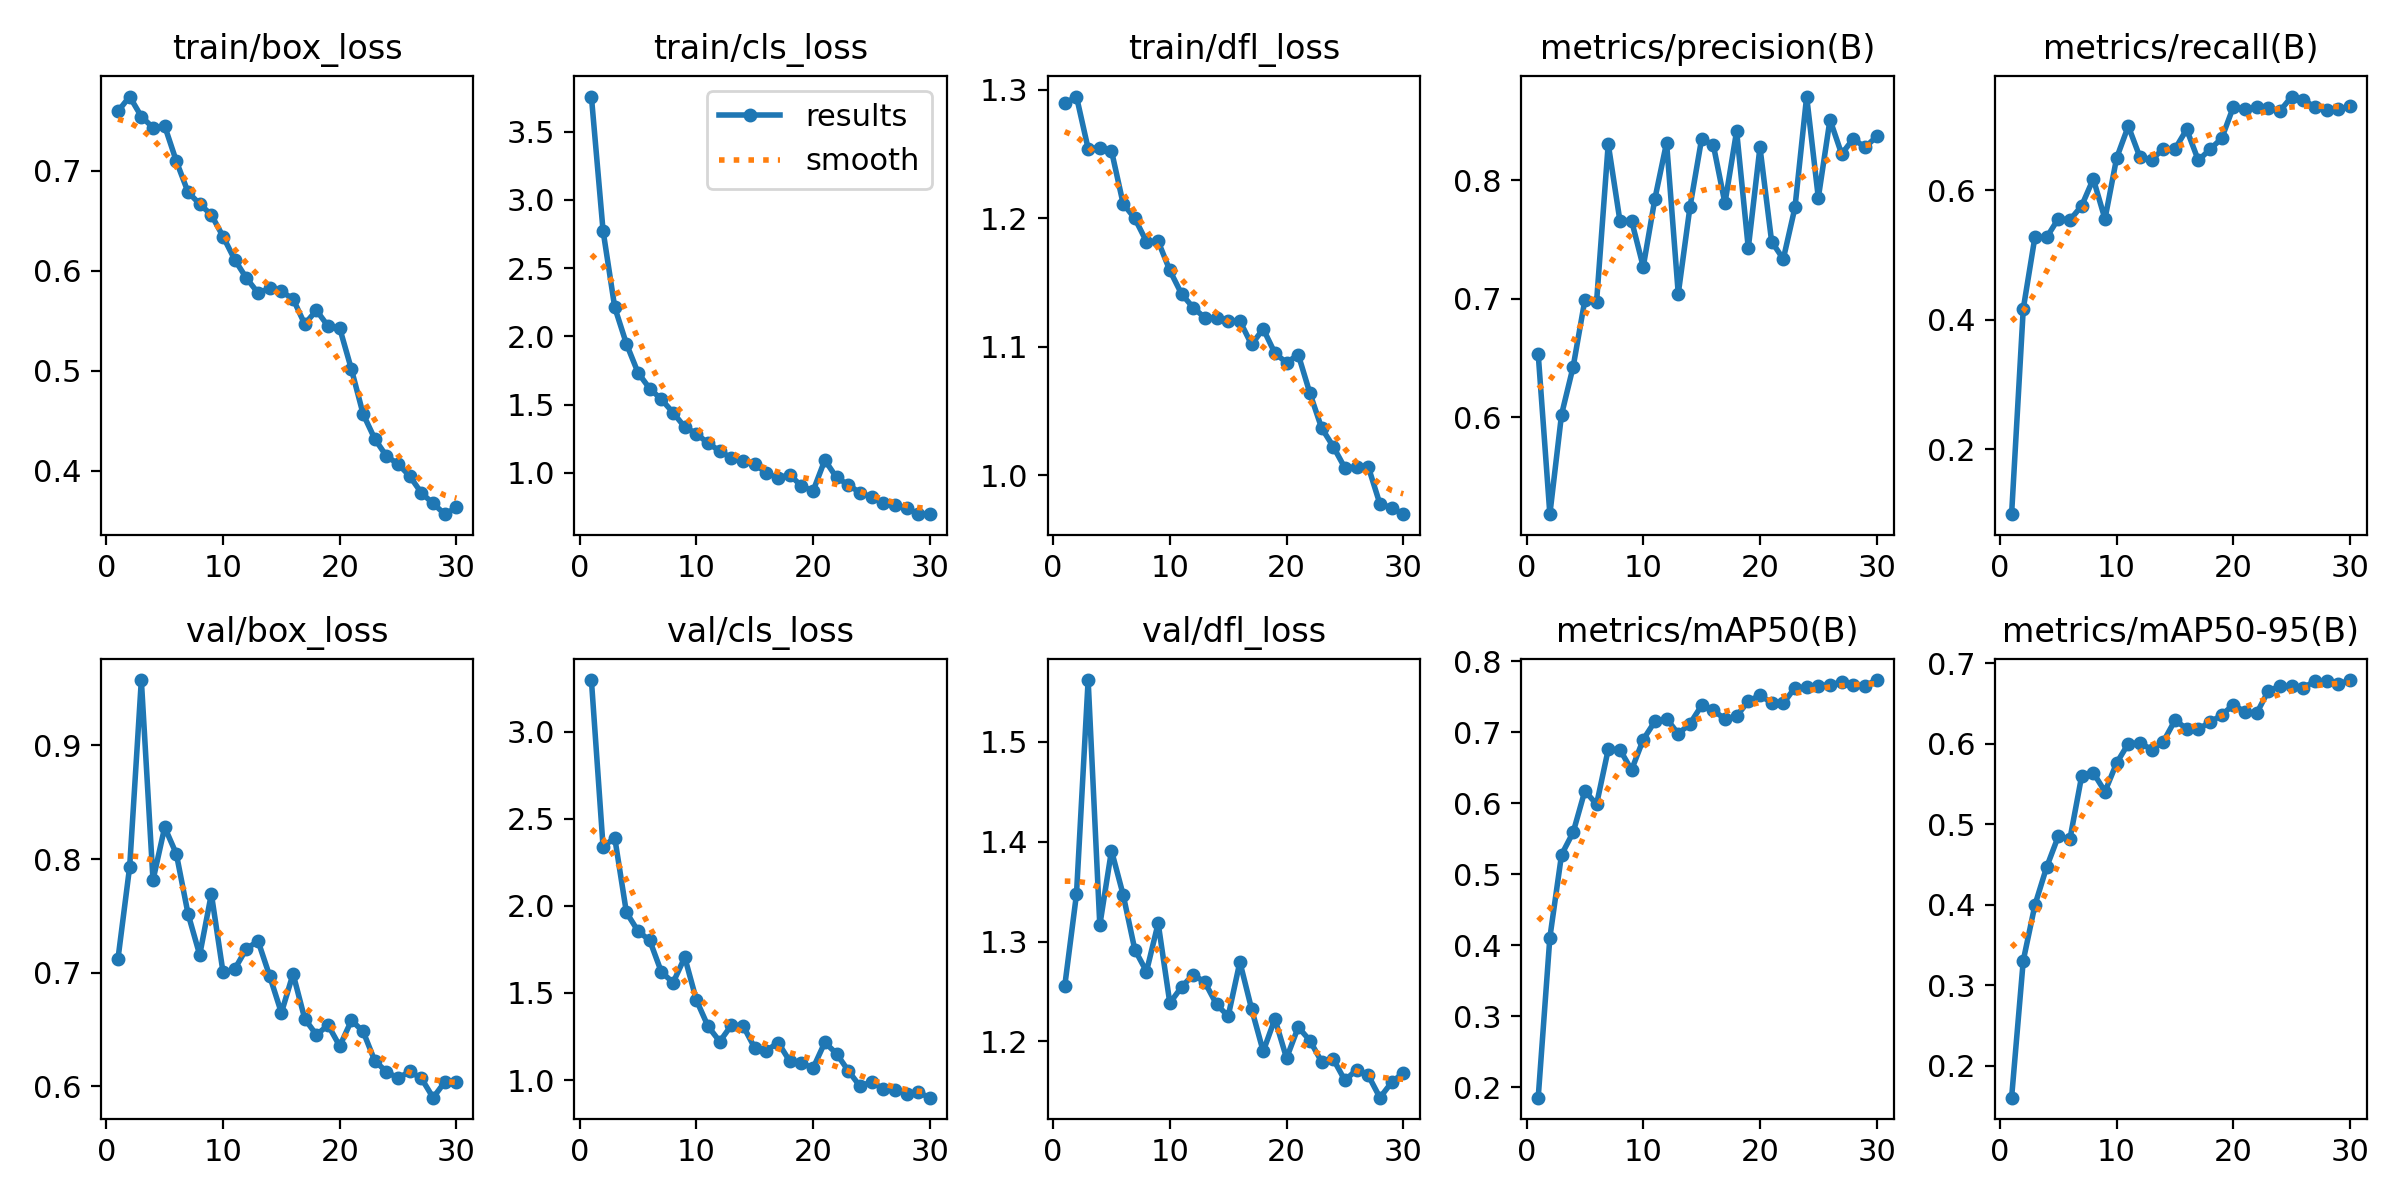 train/box_loss
0.7
0.6
0.5
0.4
0 10 20 30
train/cls_loss
results
smooth
3.5
3.0
2.5
2.0
1.5
1.0
0 10 20 30
train/dfl_loss
1.3
1.2
1.1
1.0
0 10 20 30
metrics/precision(B)
0.8
0.7
0.6
0 10 20 30
metrics/recall(B)
0.6
0.4
0.2
0 10 20 30
val/box_loss
0.9
0.8
0.7
0.6
0 10 20 30
val/cls_loss
3.0
2.5
2.0
1.5
1.0
0 10 20 30
val/dfl_loss
1.5
1.4
1.3
1.2
0 10 20 30
metrics/mAP50(B)
0.8
0.7
0.6
0.5
0.4
0.3
0.2
0 10 20 30
metrics/mAP50-95(B)
0.7
0.6
0.5
0.4
0.3
0.2
0 10 20 30